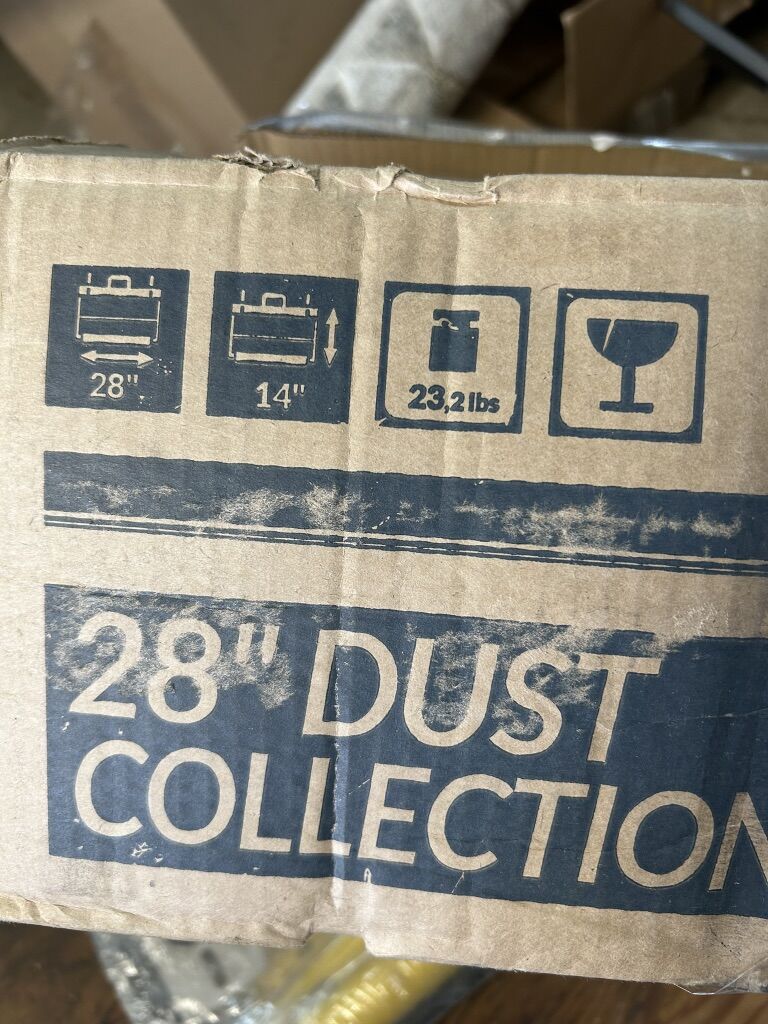 28"
14"
23,2 lbs
28" DUST
COLLECTION